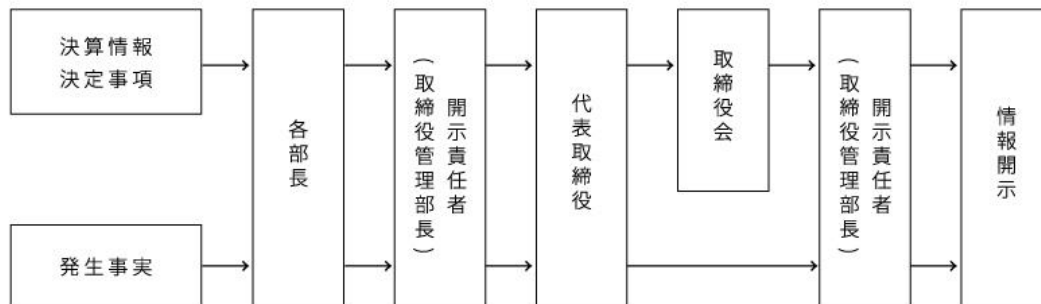 決算情報
決定事項
発生事実
各部長
開示責任者
(取締役管理部長)
代表取締役
取締役会
開示責任者
(取締役管理部長)
情報開示